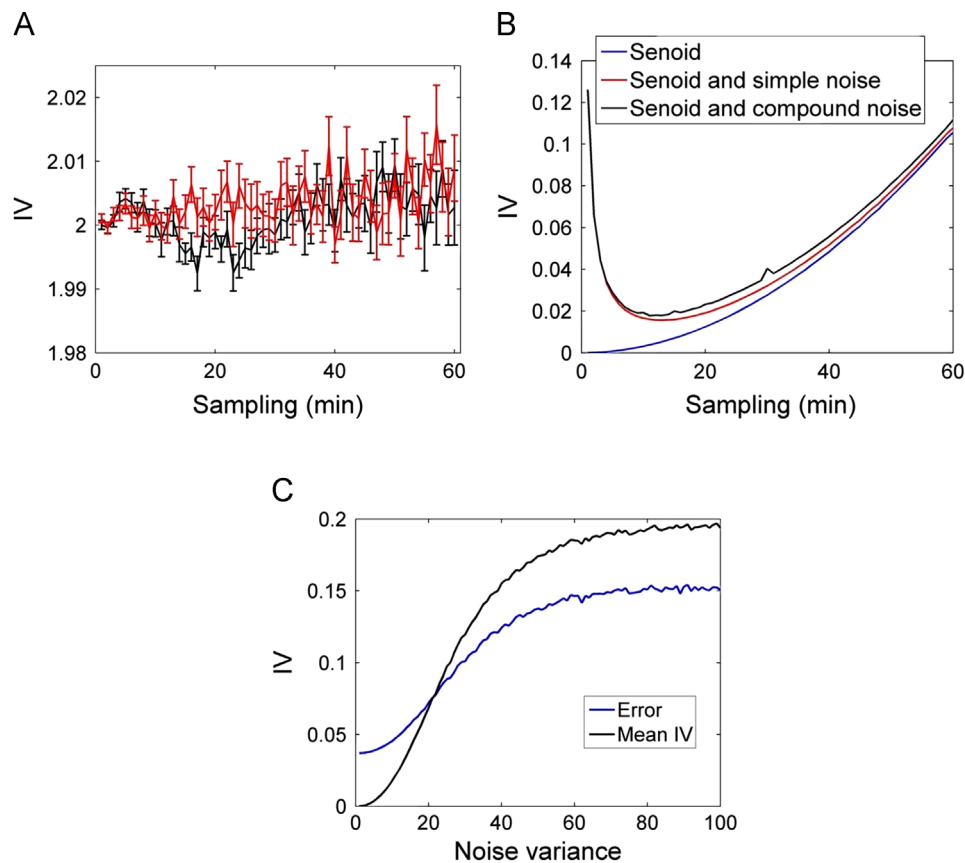 A
2.02
2.01
2
1.99
1.98
IV
0
20
40
60
Sampling (min)
B
Senoid
Senoid and simple noise
Senoid and compound noise
0.14
0.12
0.10
0.08
0.06
0.04
0.02
0
IV
0
20
40
60
Sampling (min)
C
0.2
0.15
0.1
0.05
0
IV
Error
Mean IV
0
20
40
60
80
100
Noise variance